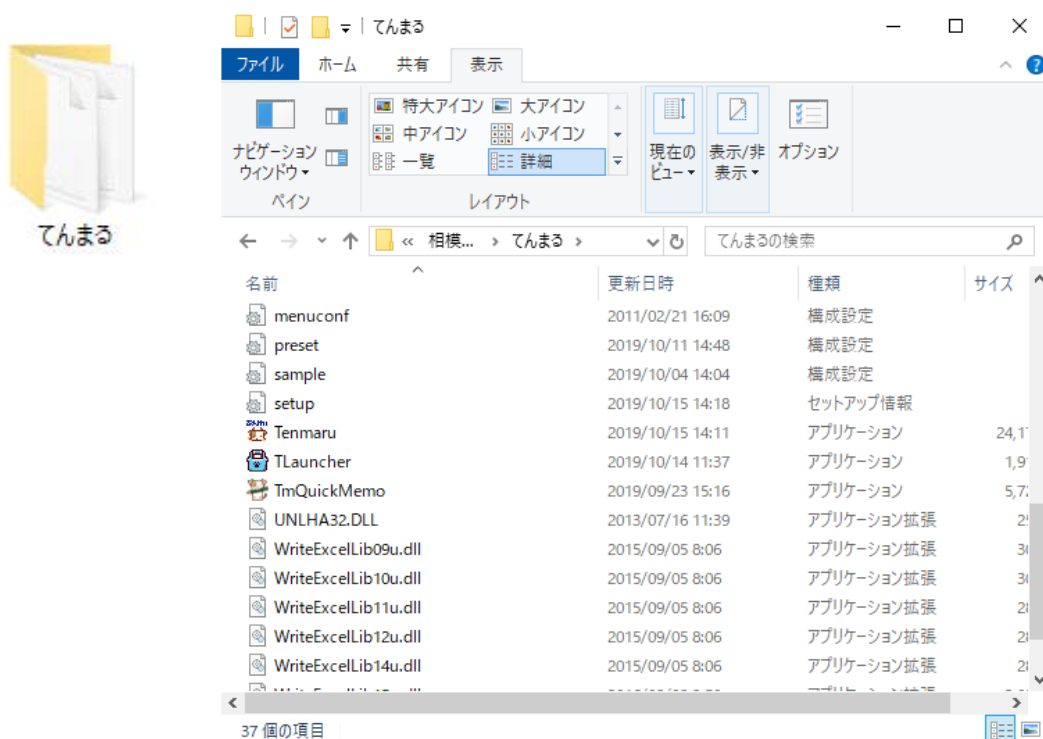 てんまる
てんまる
ファイル ホーム 共有 表示
ナビゲーション
ウィンドウ
特大アイコン 大アイコン
中アイコン 小アイコン
一覧 詳細
現在の
ビュー
表示/非
表示
オプション
ペイン レイアウト
« 相模... › てんまる › てんまるの検索
名前 更新日時 種類 サイズ
menuconf 2011/02/21 16:09 構成設定
preset 2019/10/11 14:48 構成設定
sample 2019/10/04 14:04 構成設定
setup 2019/10/15 14:18 セットアップ情報
Tenmaru 2019/10/15 14:11 アプリケーション 24,1
TLauncher 2019/10/14 11:37 アプリケーション 1,9
TmQuickMemo 2019/09/23 15:16 アプリケーション 5,7
UNLHA32.DLL 2013/07/16 11:39 アプリケーション拡張 2
WriteExcelLib09u.dll 2015/09/05 8:06 アプリケーション拡張 3
WriteExcelLib10u.dll 2015/09/05 8:06 アプリケーション拡張 3
WriteExcelLib11u.dll 2015/09/05 8:06 アプリケーション拡張 2
WriteExcelLib12u.dll 2015/09/05 8:06 アプリケーション拡張 2
WriteExcelLib14u.dll 2015/09/05 8:06 アプリケーション拡張 2
37 個の項目